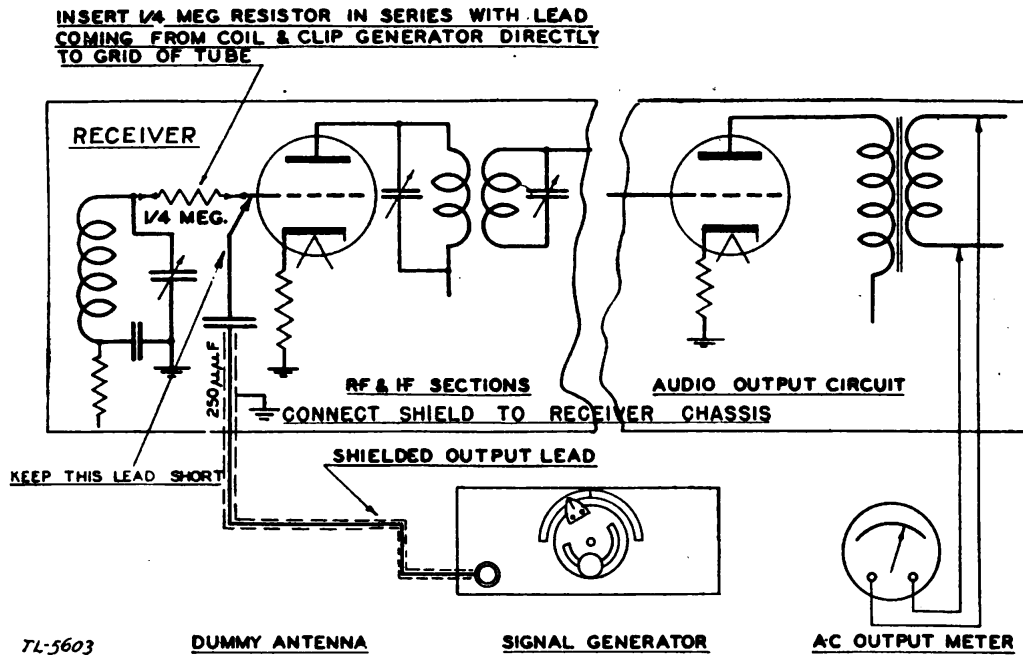 INSERT 1/4 MEG RESISTOR IN SERIES WITH LEAD
COMING FROM COIL & CLIP GENERATOR DIRECTLY
TO GRID OF TUBE
RECEIVER
1/4 MEG.
250μμF
RF & IF SECTIONS
AUDIO OUTPUT CIRCUIT
CONNECT SHIELD TO RECEIVER CHASSIS
KEEP THIS LEAD SHORT
SHIELDED OUTPUT LEAD
TL-5603
DUMMY ANTENNA
SIGNAL GENERATOR
A-C OUTPUT METER